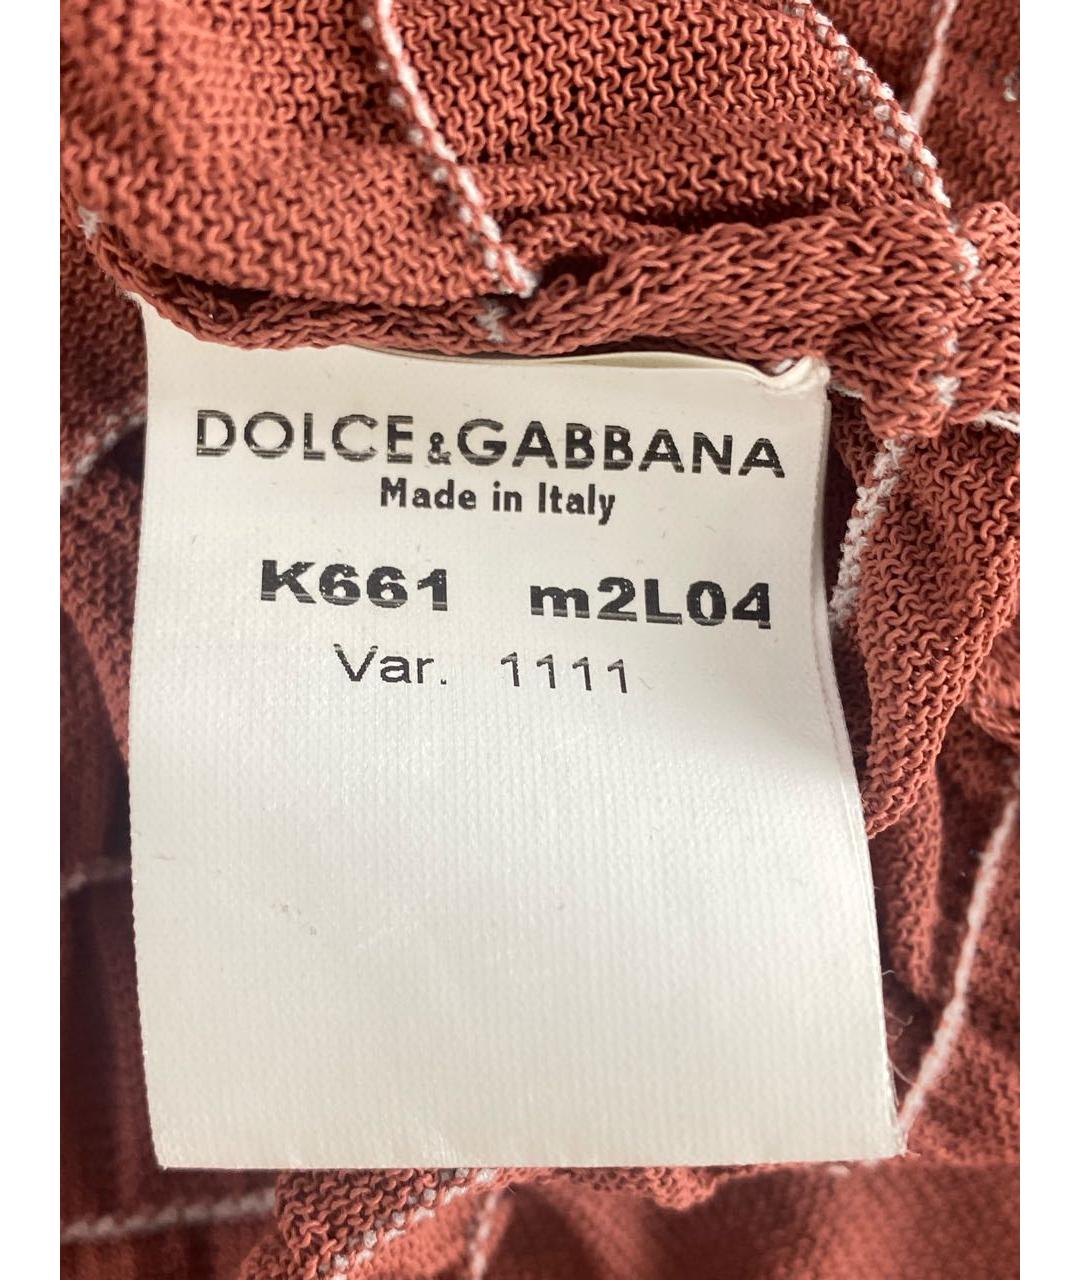 DOLCE&GABBANA
Made in Italy
K661 m2L04
Var. 1111